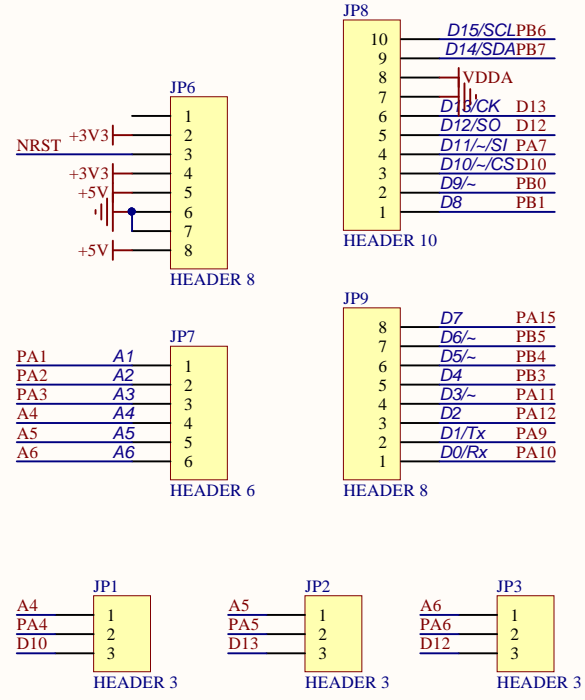 JP6
1
+3V3 2
NRST 3
+3V3 4
+5V 5
6
7
+5V 8
HEADER 8
JP8
10 D15/SCL PB6
9 D14/SDA PB7
8 VDDA
7
6 D13/CK D13
5 D12/SO D12
4 D11/~/SI PA7
3 D10/~/CS D10
2 D9/~ PB0
1 D8 PB1
HEADER 10
JP7
PA1 A1 1
PA2 A2 2
PA3 A3 3
A4 A4 4
A5 A5 5
A6 A6 6
HEADER 6
JP9
8 D7 PA15
7 D6/~ PB5
6 D5/~ PB4
5 D4 PB3
4 D3/~ PA11
3 D2 PA12
2 D1/Tx PA9
1 D0/Rx PA10
HEADER 8
JP1
A4 1
PA4 2
D10 3
HEADER 3
JP2
A5 1
PA5 2
D13 3
HEADER 3
JP3
A6 1
PA6 2
D12 3
HEADER 3